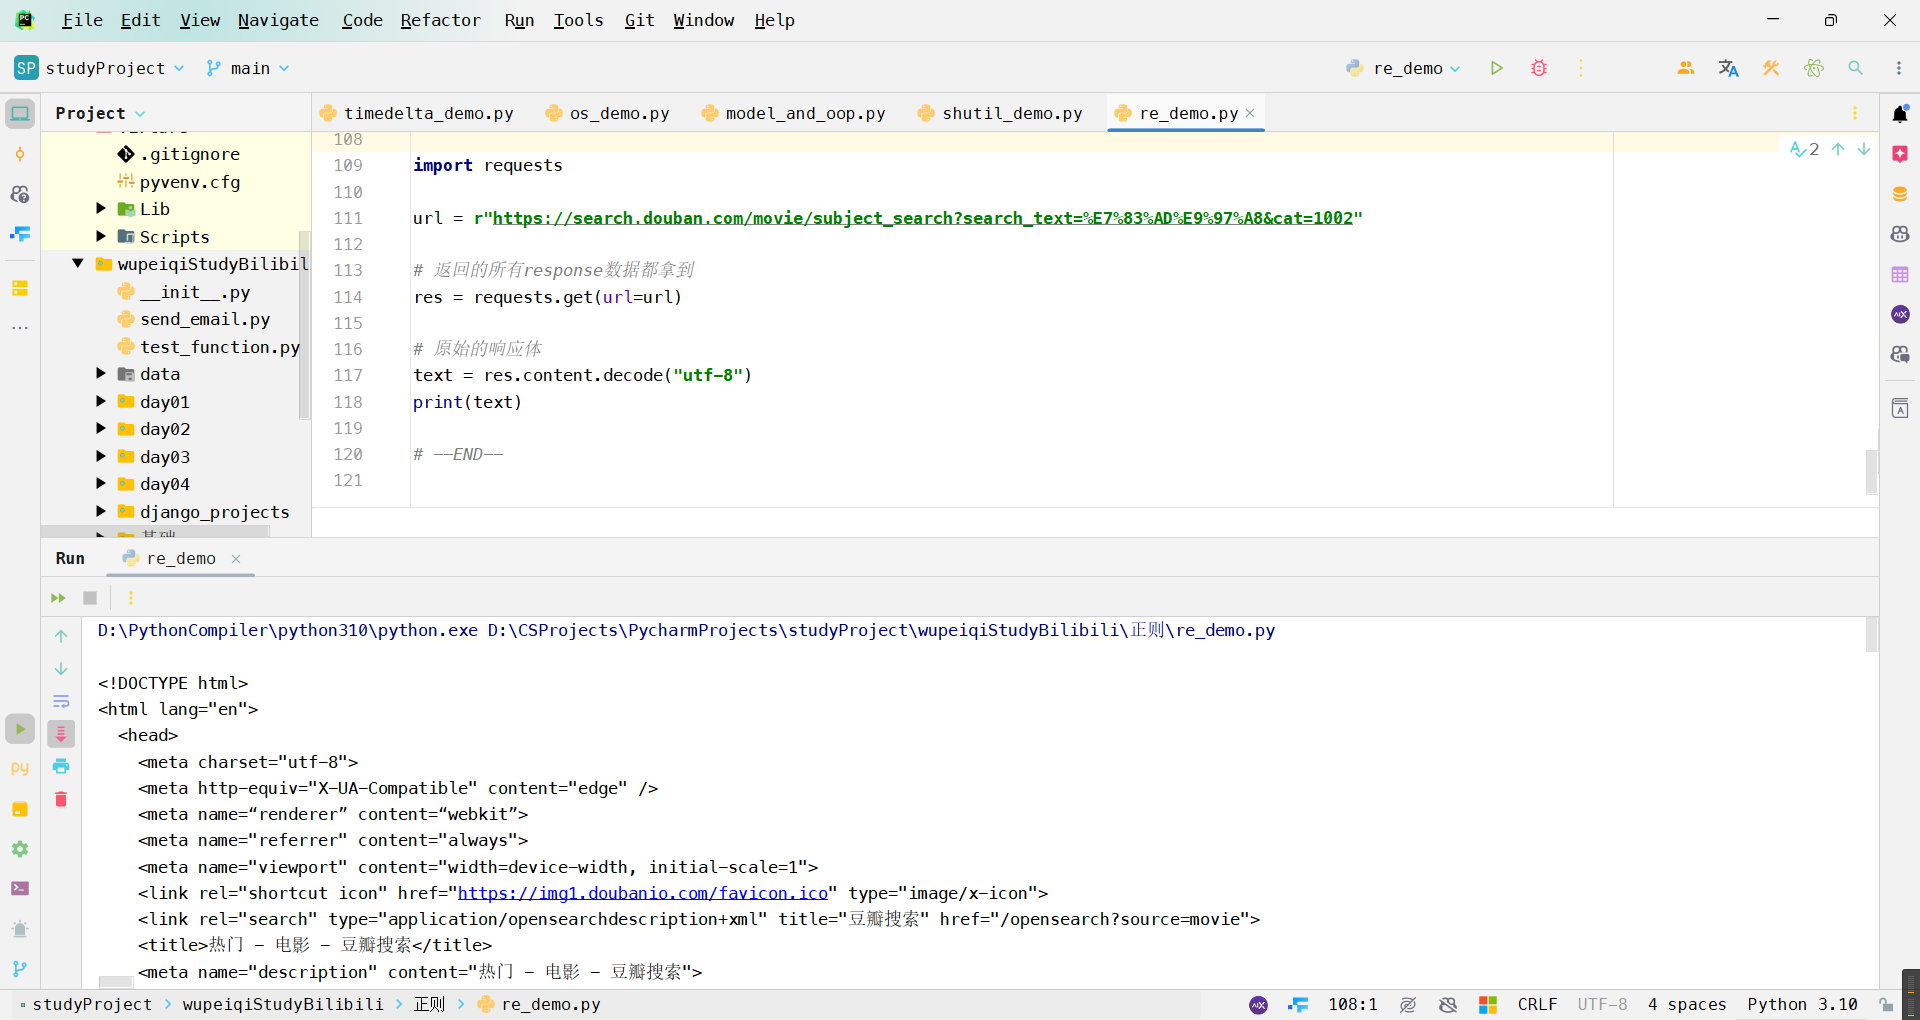 File Edit View Navigate Code Refactor Run Tools Git Window Help
SP studyProject main re_demo
Project
timedelta_demo.py os_demo.py model_and_oop.py shutil_demo.py re_demo.py
.gitignore
pyvenv.cfg
Lib
Scripts
wupeiqiStudyBilibil
__init__.py
send_email.py
test_function.py
data
day01
day02
day03
day04
django_projects
基础
108
109 import requests
110
111 url = r"https://search.douban.com/movie/subject_search?search_text=%E7%83%AD%E9%97%A8&cat=1002"
112
113 # 返回的所有response数据都拿到
114 res = requests.get(url=url)
115
116 # 原始的响应体
117 text = res.content.decode("utf-8")
118 print(text)
119
120 # --END--
121
2
Run re_demo
D:\PythonCompiler\python310\python.exe D:\CSProjects\PycharmProjects\studyProject\wupeiqiStudyBilibili\正则\re_demo.py
<!DOCTYPE html>
<html lang="en">
<head>
<meta charset="utf-8">
<meta http-equiv="X-UA-Compatible" content="edge" />
<meta name=“renderer” content=“webkit”>
<meta name="referrer" content="always">
<meta name="viewport" content="width=device-width, initial-scale=1">
<link rel="shortcut icon" href="https://img1.doubanio.com/favicon.ico" type="image/x-icon">
<link rel="search" type="application/opensearchdescription+xml" title="豆瓣搜索" href="/opensearch?source=movie">
<title>热门 - 电影 - 豆瓣搜索</title>
<meta name="description" content="热门 - 电影 - 豆瓣搜索">
studyProject > wupeiqiStudyBilibili > 正则 > re_demo.py
108:1 CRLF UTF-8 4 spaces Python 3.10